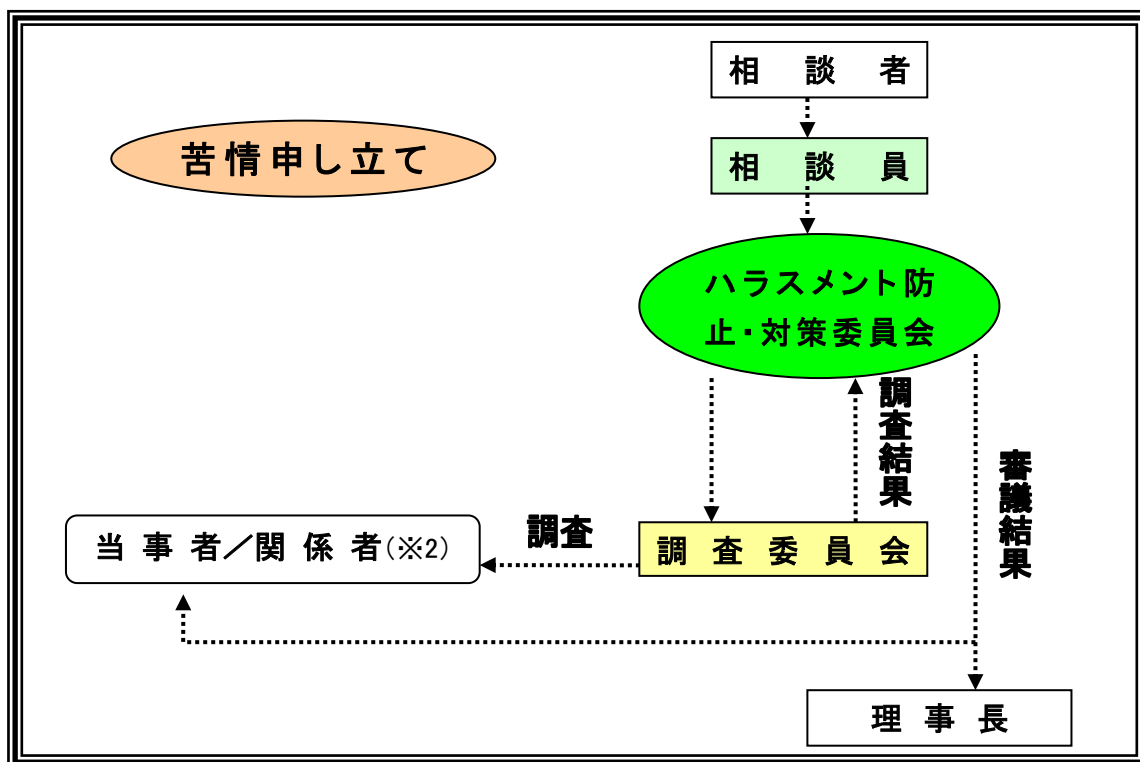 相談者
苦情申し立て
相談員
ハラスメント防
止・対策委員会
調査結果
審議結果
当事者／関係者(※2)
調査
調査委員会
理事長